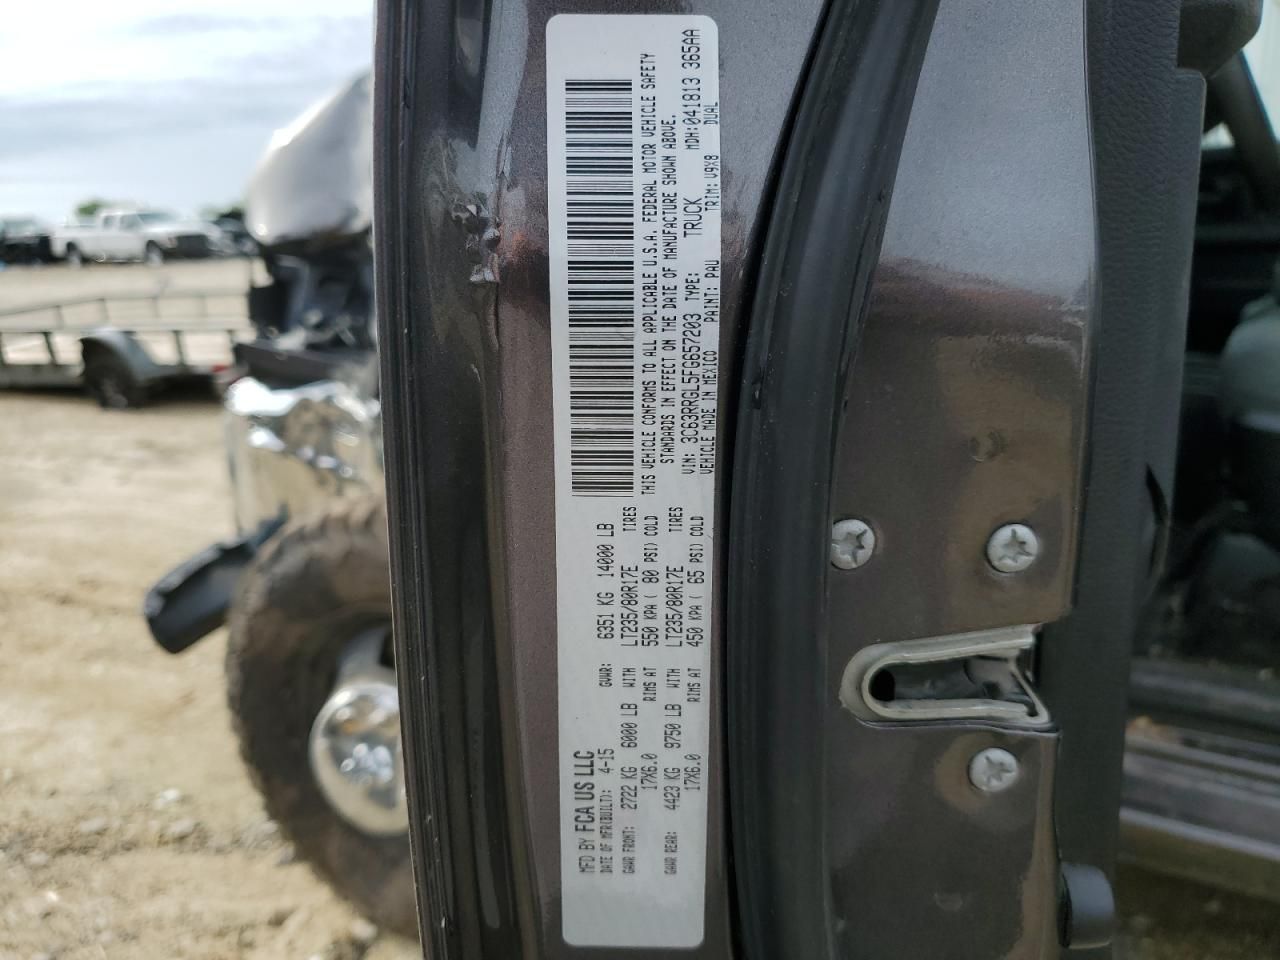 MFD BY FCA US LLC
DATE OF MFR(BUILT): 4-15 GVWR: 6351 KG 14000 LB
GAWR FRONT: 2722 KG 6000 LB WITH LT235/80R17E TIRES
17X6.0 RIMS AT 550 KPA ( 80 PSI) COLD
GAWR REAR: 4423 KG 9750 LB WITH LT235/80R17E TIRES
17X6.0 RIMS AT 450 KPA ( 65 PSI) COLD
THIS VEHICLE CONFORMS TO ALL APPLICABLE U.S.A. FEDERAL MOTOR VEHICLE SAFETY
STANDARDS IN EFFECT ON THE DATE OF MANUFACTURE SHOWN ABOVE.
VIN: 3C63RRGL5FG657203 TYPE: TRUCK MDH:041813 365AA
VEHICLE MADE IN MEXICO PAINT: PAU TRIM: V9X8 DUAL